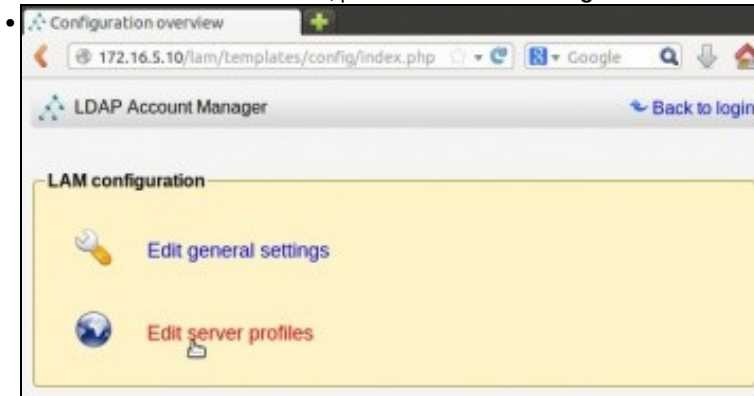 Configuration overview
172.16.5.10/lam/templates/config/index.php
Google
LDAP Account Manager
Back to login
LAM configuration
Edit general settings
Edit server profiles